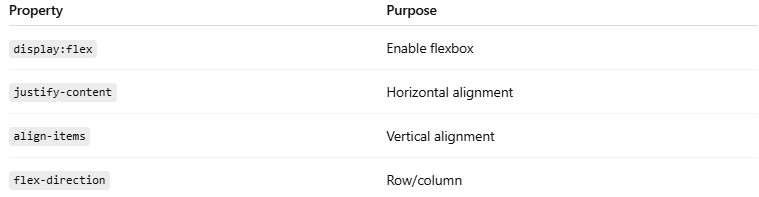 Property Purpose
display:flex Enable flexbox
justify-content Horizontal alignment
align-items Vertical alignment
flex-direction Row/column